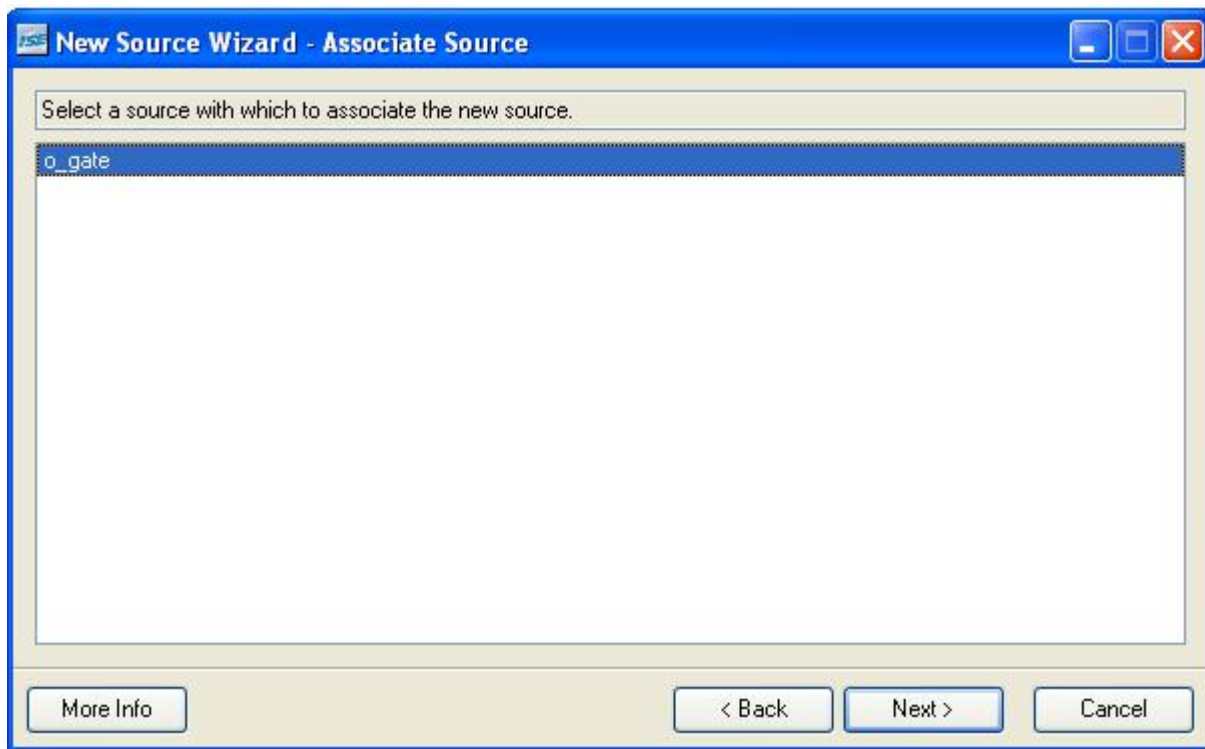 ISE New Source Wizard - Associate Source
Select a source with which to associate the new source.
o_gate
More Info < Back Next > Cancel